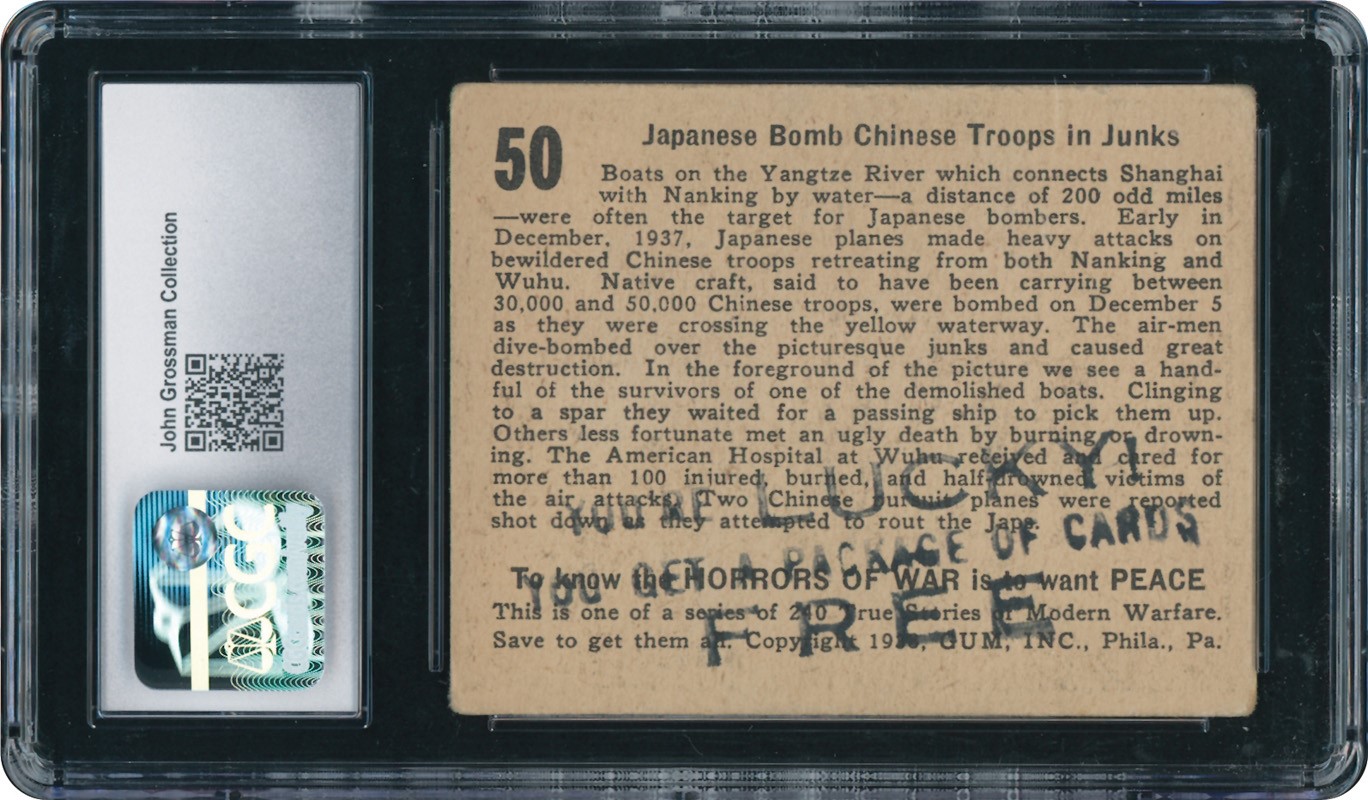 John Grossman Collection
CGC
50
Japanese Bomb Chinese Troops in Junks
Boats on the Yangtze River which connects Shanghai
with Nanking by water—a distance of 200 odd miles
—were often the target for Japanese bombers. Early in
December, 1937, Japanese planes made heavy attacks on
bewildered Chinese troops retreating from both Nanking and
Wuhu. Native craft, said to have been carrying between
30,000 and 50,000 Chinese troops, were bombed on December 5
as they were crossing the yellow waterway. The air-men
dive-bombed over the picturesque junks and caused great
destruction. In the foreground of the picture we see a hand-
ful of the survivors of one of the demolished boats. Clinging
to a spar they waited for a passing ship to pick them up.
Others less fortunate met an ugly death by burning or drown-
ing. The American Hospital at Wuhu received and cared for
more than 100 injured, burned, and half-drowned victims of
the air attacks. Two Chinese pursuit planes were reported
shot down as they attempted to rout the Japs.
To know the HORRORS OF WAR is to want PEACE
This is one of a series of 240 True Stories of Modern Warfare.
Save to get them all. Copyright 1938, GUM, INC., Phila., Pa.
YOU'RE LUCKY!
YOU GET A PACKAGE OF CARDS
FREE